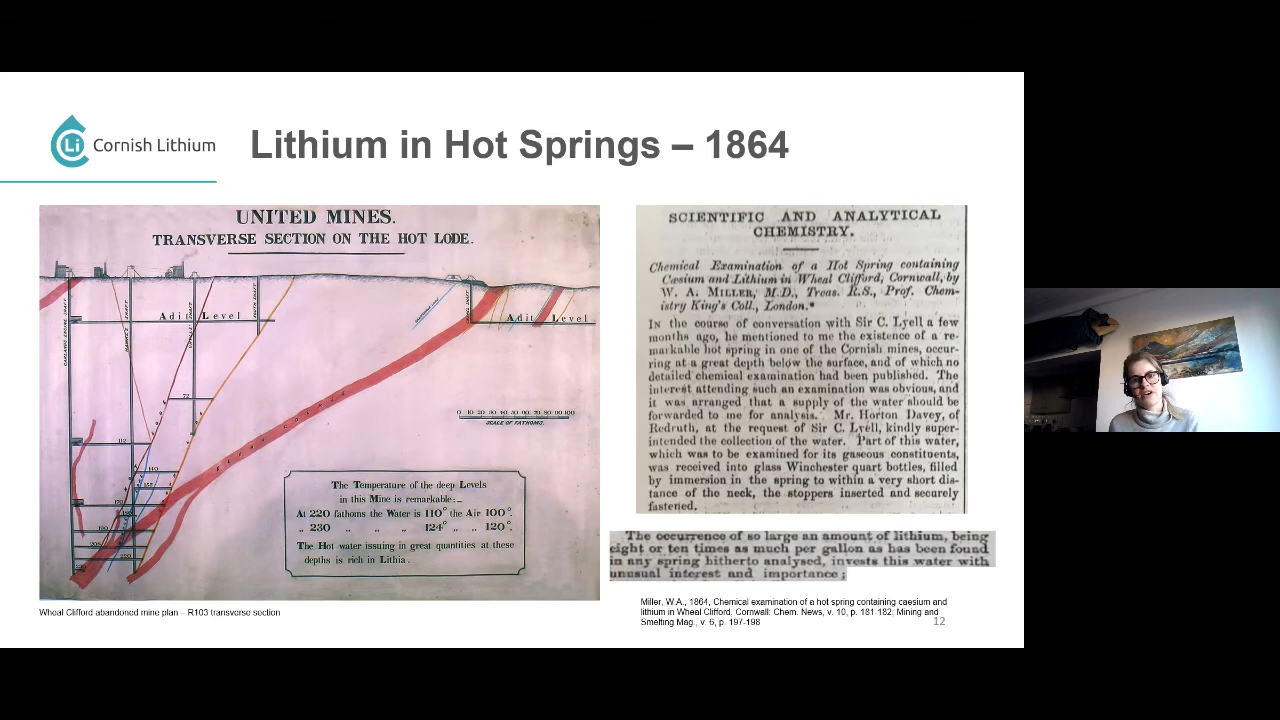 Li
Cornish Lithium
Lithium in Hot Springs – 1864
UNITED MINES.
TRANSVERSE SECTION ON THE HOT LODE.
Adit Level
Adit Level
72
112
140
0 10 20 30 40 50 60 70 80 90 100
SCALE OF FATHOMS.
The Temperature of the deep Levels
in this Mine is remarkable:–
At 220 fathoms the Water is 110° the Air 100°.
„ 230 „ „ „ 124° „ „ 120°.
The Hot water issuing in great quantities at these
depths is rich in Lithia.
Wheal Clifford abandoned mine plan – R103 transverse section
SCIENTIFIC AND ANALYTICAL
CHEMISTRY.
Chemical Examination of a Hot Spring containing
Cæsium and Lithium in Wheal Clifford, Cornwall, by
W. A. MILLER, M.D., Treas. R.S., Prof. Chem-
istry King's Coll., London.*
IN the course of conversation with Sir C. Lyell a few
months ago, he mentioned to me the existence of a re-
markable hot spring in one of the Cornish mines, occur-
ring at a great depth below the surface, and of which no
detailed chemical examination had been published. The
interest attending such an examination was obvious, and
it was arranged that a supply of the water should be
forwarded to me for analysis. Mr. Horton Davey, of
Redruth, at the request of Sir C. Lyell, kindly super-
intended the collection of the water. Part of this water,
which was to be examined for its gaseous constituents,
was received into glass Winchester quart bottles, filled
by immersion in the spring to within a very short dis-
tance of the neck, the stoppers inserted and securely
fastened.
The occurrence of so large an amount of lithium, being
eight or ten times as much per gallon as has been found
in any spring hitherto analysed, invests this water with
unusual interest and importance;
Miller, W.A., 1864, Chemical examination of a hot spring containing caesium and
lithium in Wheal Clifford, Cornwall: Chem. News, v. 10, p. 181-182; Mining and
Smelting Mag., v. 6, p. 197-198
12